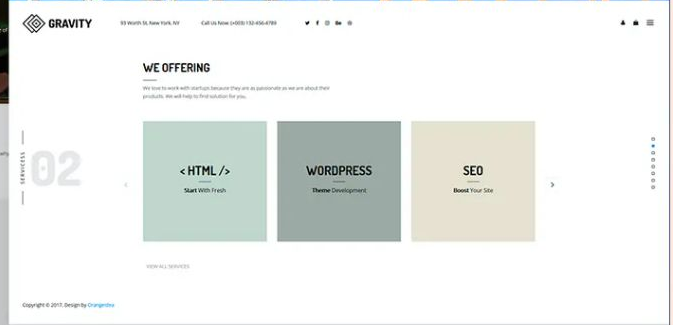 GRAVITY
93 Worth St, New York, NY
Call Us Now: (+003) 132-456-6789
WE OFFERING
We love to work with startups because they are as passionate as we are about their
products. We will help to find solution for you.
SERVICESS
02
< HTML />
Start With Fresh
WORDPRESS
Theme Development
SEO
Boost Your Site
VIEW ALL SERVICES
Copyright © 2017, Design by